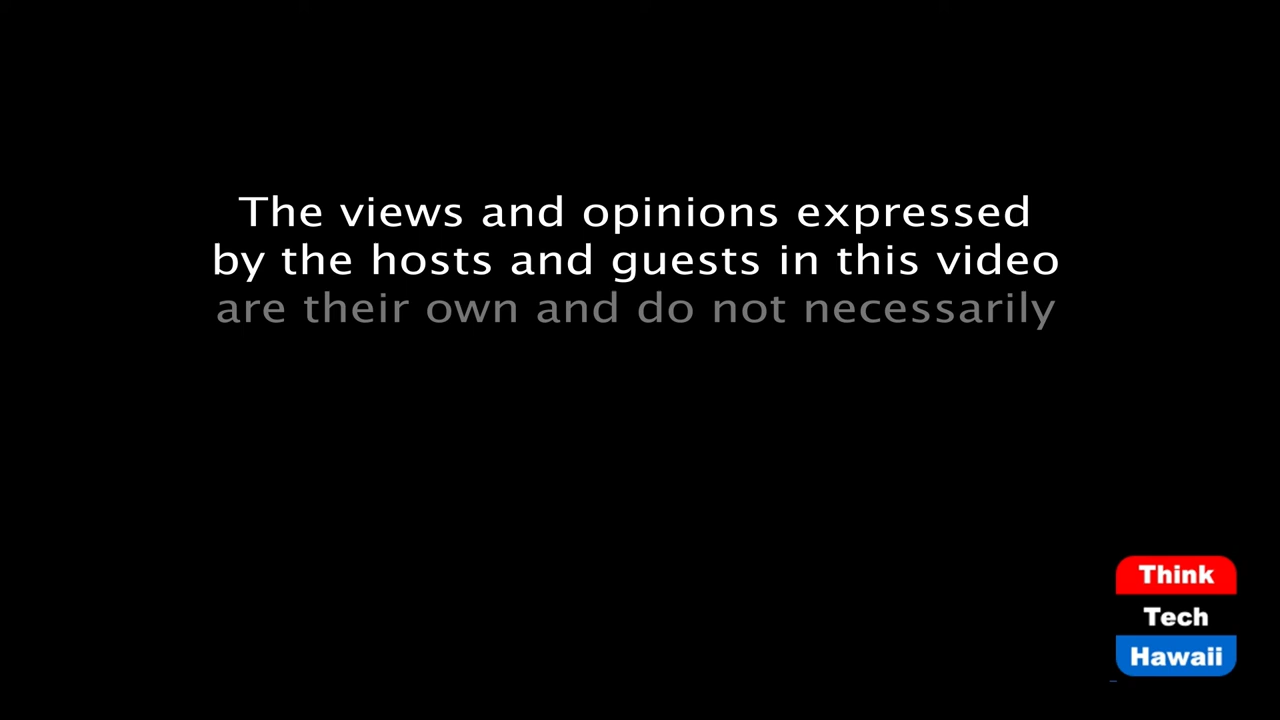 The views and opinions expressed
by the hosts and guests in this video
are their own and do not necessarily
Think
Tech
Hawaii